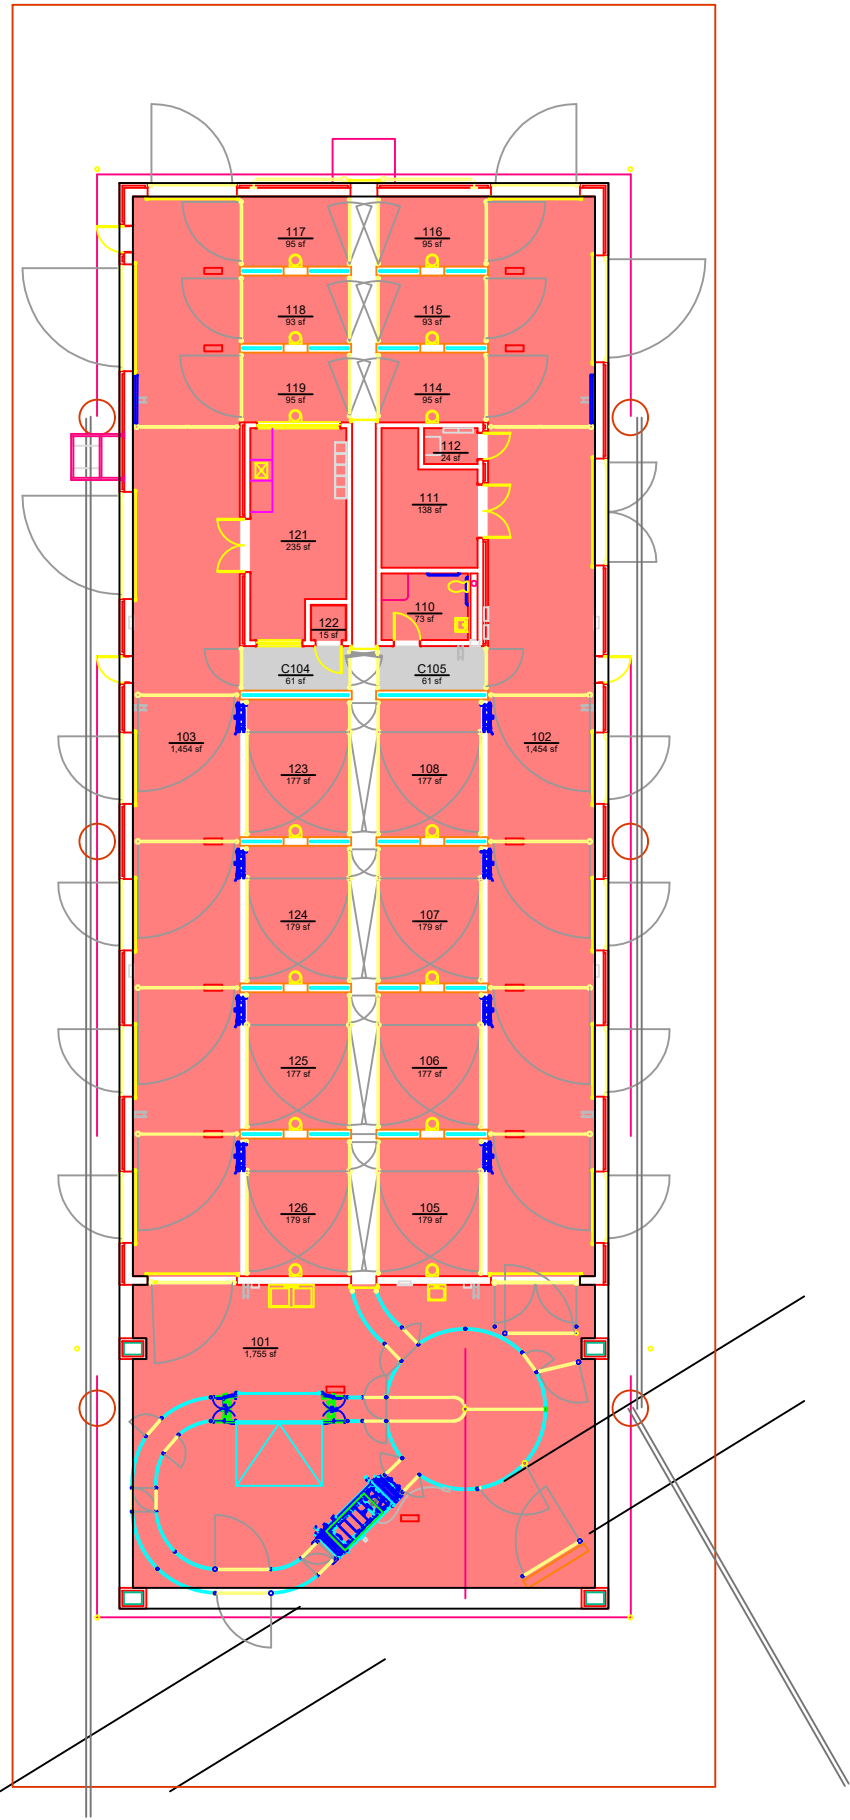 117
95 sf
116
95 sf
118
93 sf
115
93 sf
119
95 sf
114
95 sf
112
24 sf
111
138 sf
121
235 sf
110
73 sf
122
15 sf
C104
61 sf
C105
61 sf
103
1,454 sf
102
1,454 sf
123
177 sf
108
177 sf
124
179 sf
107
179 sf
125
177 sf
106
177 sf
126
179 sf
105
179 sf
101
1,755 sf